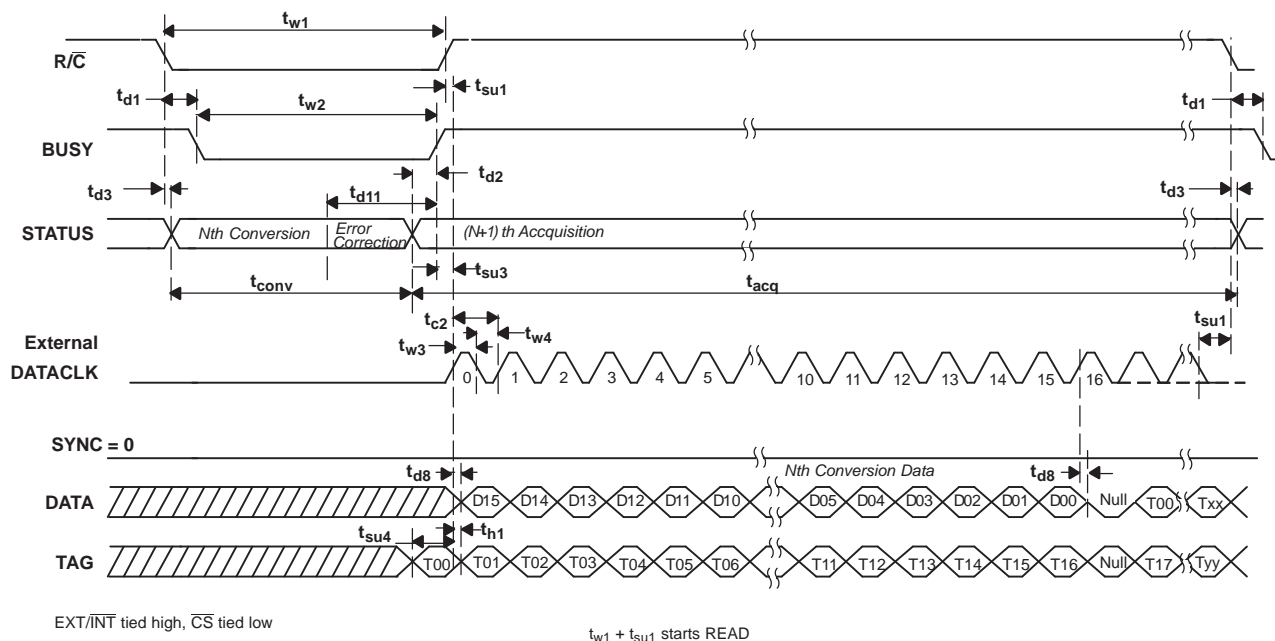 tw1
R/C
tsu1
td1
tw2
td1
BUSY
td2
td3
td11
td3
STATUS
Nth Conversion
Error
Correction
(N+1) th Accquisition
tsu3
tconv
tacq
tc2
tsu1
External
tw3
tw4
DATACLK
0 1 2 3 4 5 10 11 12 13 14 15 16
SYNC = 0
td8
Nth Conversion Data
td8
DATA
D15 D14 D13 D12 D11 D10 D05 D04 D03 D02 D01 D00 Null T00 Txx
tsu4
th1
TAG
T00 T01 T02 T03 T04 T05 T06 T11 T12 T13 T14 T15 T16 Null T17 Tyy
EXT/INT tied high, CS tied low
tw1 + tsu1 starts READ